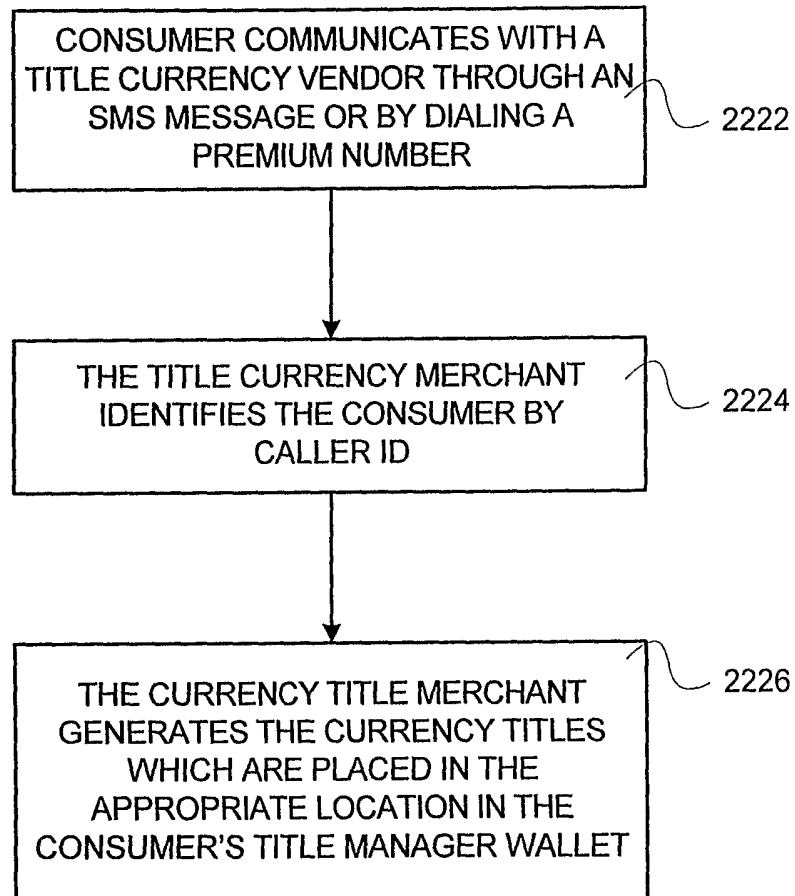 CONSUMER COMMUNICATES WITH A
TITLE CURRENCY VENDOR THROUGH AN
SMS MESSAGE OR BY DIALING A
PREMIUM NUMBER
2222
THE TITLE CURRENCY MERCHANT
IDENTIFIES THE CONSUMER BY
CALLER ID
2224
THE CURRENCY TITLE MERCHANT
GENERATES THE CURRENCY TITLES
WHICH ARE PLACED IN THE
APPROPRIATE LOCATION IN THE
CONSUMER'S TITLE MANAGER WALLET
2226